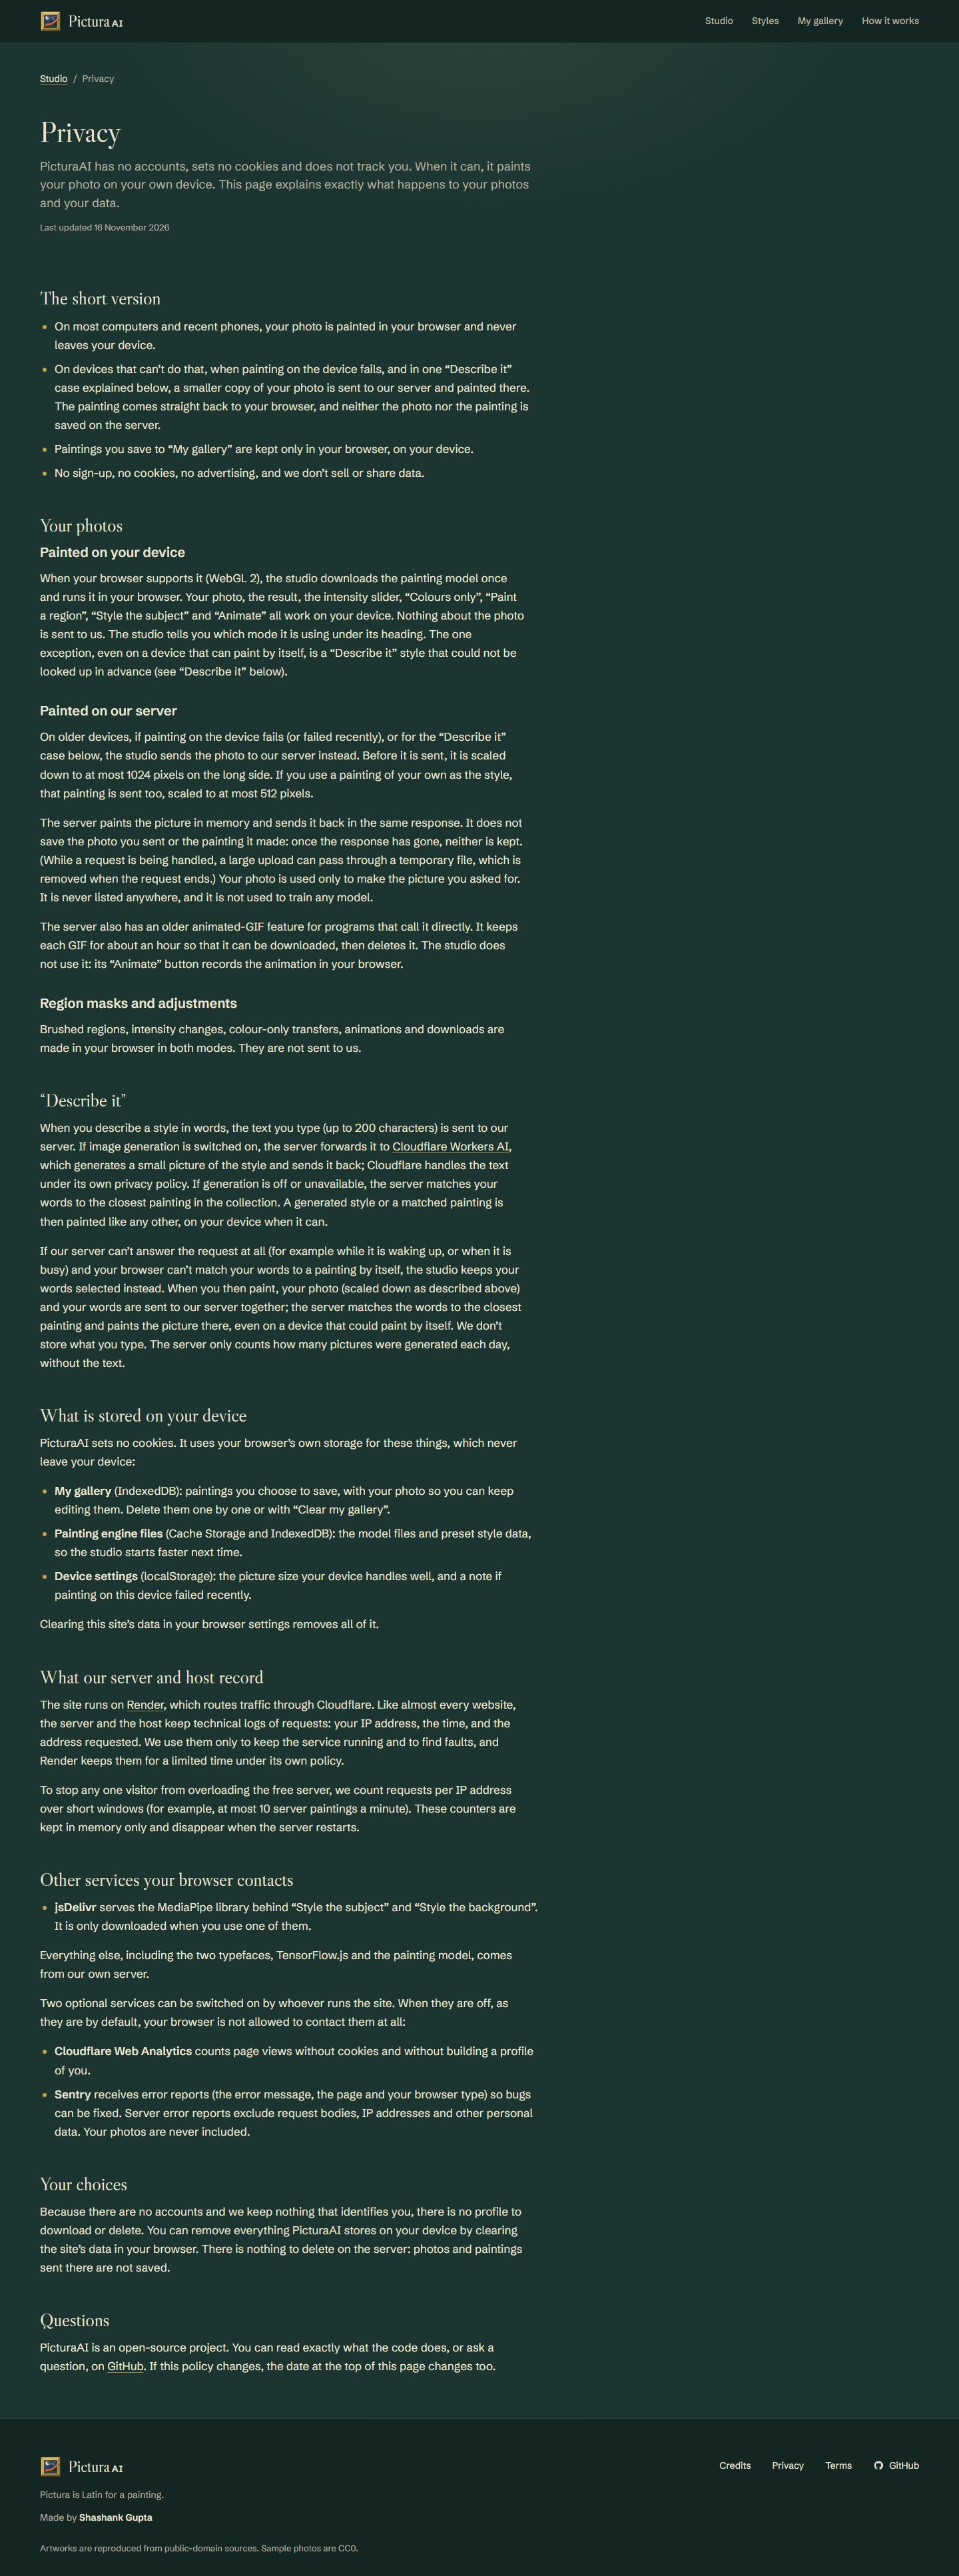 Pictura AI
Studio Styles My gallery How it works
Studio / Privacy
Privacy
PicturaAI has no accounts, sets no cookies and does not track you. When it can, it paints
your photo on your own device. This page explains exactly what happens to your photos
and your data.
Last updated 16 November 2026
The short version
On most computers and recent phones, your photo is painted in your browser and never
leaves your device.
On devices that can’t do that, when painting on the device fails, and in one “Describe it”
case explained below, a smaller copy of your photo is sent to our server and painted there.
The painting comes straight back to your browser, and neither the photo nor the painting is
saved on the server.
Paintings you save to “My gallery” are kept only in your browser, on your device.
No sign-up, no cookies, no advertising, and we don’t sell or share data.
Your photos
Painted on your device
When your browser supports it (WebGL 2), the studio downloads the painting model once
and runs it in your browser. Your photo, the result, the intensity slider, “Colours only”, “Paint
a region”, “Style the subject” and “Animate” all work on your device. Nothing about the photo
is sent to us. The studio tells you which mode it is using under its heading. The one
exception, even on a device that can paint by itself, is a “Describe it” style that could not be
looked up in advance (see “Describe it” below).
Painted on our server
On older devices, if painting on the device fails (or failed recently), or for the “Describe it”
case below, the studio sends the photo to our server instead. Before it is sent, it is scaled
down to at most 1024 pixels on the long side. If you use a painting of your own as the style,
that painting is sent too, scaled to at most 512 pixels.
The server paints the picture in memory and sends it back in the same response. It does not
save the photo you sent or the painting it made: once the response has gone, neither is kept.
(While a request is being handled, a large upload can pass through a temporary file, which is
removed when the request ends.) Your photo is used only to make the picture you asked for.
It is never listed anywhere, and it is not used to train any model.
The server also has an older animated-GIF feature for programs that call it directly. It keeps
each GIF for about an hour so that it can be downloaded, then deletes it. The studio does
not use it: its “Animate” button records the animation in your browser.
Region masks and adjustments
Brushed regions, intensity changes, colour-only transfers, animations and downloads are
made in your browser in both modes. They are not sent to us.
“Describe it”
When you describe a style in words, the text you type (up to 200 characters) is sent to our
server. If image generation is switched on, the server forwards it to Cloudflare Workers AI,
which generates a small picture of the style and sends it back; Cloudflare handles the text
under its own privacy policy. If generation is off or unavailable, the server matches your
words to the closest painting in the collection. A generated style or a matched painting is
then painted like any other, on your device when it can.
If our server can’t answer the request at all (for example while it is waking up, or when it is
busy) and your browser can’t match your words to a painting by itself, the studio keeps your
words selected instead. When you then paint, your photo (scaled down as described above)
and your words are sent to our server together; the server matches the words to the closest
painting and paints the picture there, even on a device that could paint by itself. We don’t
store what you type. The server only counts how many pictures were generated each day,
without the text.
What is stored on your device
PicturaAI sets no cookies. It uses your browser’s own storage for these things, which never
leave your device:
My gallery (IndexedDB): paintings you choose to save, with your photo so you can keep
editing them. Delete them one by one or with “Clear my gallery”.
Painting engine files (Cache Storage and IndexedDB): the model files and preset style data,
so the studio starts faster next time.
Device settings (localStorage): the picture size your device handles well, and a note if
painting on this device failed recently.
Clearing this site’s data in your browser settings removes all of it.
What our server and host record
The site runs on Render, which routes traffic through Cloudflare. Like almost every website,
the server and the host keep technical logs of requests: your IP address, the time, and the
address requested. We use them only to keep the service running and to find faults, and
Render keeps them for a limited time under its own policy.
To stop any one visitor from overloading the free server, we count requests per IP address
over short windows (for example, at most 10 server paintings a minute). These counters are
kept in memory only and disappear when the server restarts.
Other services your browser contacts
jsDelivr serves the MediaPipe library behind “Style the subject” and “Style the background”.
It is only downloaded when you use one of them.
Everything else, including the two typefaces, TensorFlow.js and the painting model, comes
from our own server.
Two optional services can be switched on by whoever runs the site. When they are off, as
they are by default, your browser is not allowed to contact them at all:
Cloudflare Web Analytics counts page views without cookies and without building a profile
of you.
Sentry receives error reports (the error message, the page and your browser type) so bugs
can be fixed. Server error reports exclude request bodies, IP addresses and other personal
data. Your photos are never included.
Your choices
Because there are no accounts and we keep nothing that identifies you, there is no profile to
download or delete. You can remove everything PicturaAI stores on your device by clearing
the site’s data in your browser. There is nothing to delete on the server: photos and paintings
sent there are not saved.
Questions
PicturaAI is an open-source project. You can read exactly what the code does, or ask a
question, on GitHub. If this policy changes, the date at the top of this page changes too.
Pictura AI
Credits Privacy Terms GitHub
Pictura is Latin for a painting.
Made by Shashank Gupta
Artworks are reproduced from public-domain sources. Sample photos are CC0.